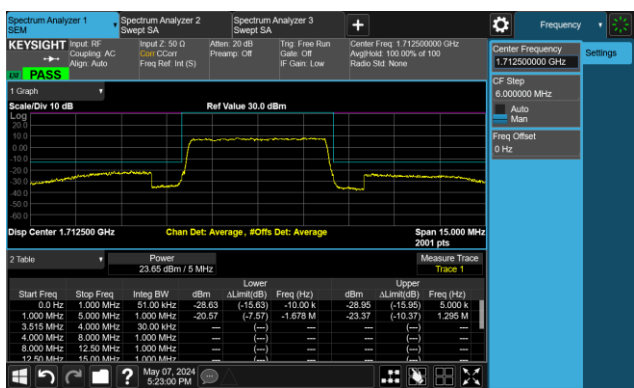 Spectrum Analyzer 1
SEM
Spectrum Analyzer 2
Swept SA
Spectrum Analyzer 3
Swept SA
Frequency
KEYSIGHT Input: RF
Coupling: AC
Align: Auto
Input Z: 50 Ω
Corr CCorr
Freq Ref: Int (S)
Atten: 20 dB
Preamp: Off
Trig: Free Run
Gate: Off
IF Gain: Low
Center Freq: 1.712500000 GHz
Avg|Hold: 100.00% of 100
Radio Std: None
PASS
Center Frequency
1.712500000 GHz
Settings
CF Step
6.000000 MHz
Auto
Man
Freq Offset
0 Hz
1 Graph
Scale/Div 10 dB
Ref Value 30.0 dBm
Log
20.0
10.0
0.00
-10.0
-20.0
-30.0
-40.0
-50.0
-60.0
Disp Center 1.712500 GHz
Chan Det: Average, #Offs Det: Average
Span 15.000 MHz
2001 pts
2 Table
Power
23.65 dBm / 5 MHz
Measure Trace
Trace 1
Lower Upper
Start Freq Stop Freq Integ BW dBm ΔLimit(dB) Freq (Hz) dBm ΔLimit(dB) Freq (Hz)
0.0 Hz 1.000 MHz 51.00 kHz -28.63 (-15.63) -10.00 k -28.95 (-15.95) 5.000 k
1.000 MHz 5.000 MHz 1.000 MHz -20.57 (-7.57) -1.678 M -23.37 (-10.37) 1.295 M
3.515 MHz 4.000 MHz 30.00 kHz --- (---) --- --- (---) ---
4.000 MHz 8.000 MHz 1.000 MHz --- (---) --- --- (---) ---
8.000 MHz 12.50 MHz 1.000 MHz --- (---) --- --- (---) ---
12.50 MHz 15.00 MHz 1.000 MHz --- (---) --- --- (---) ---
?
May 07, 2024
5:23:00 PM